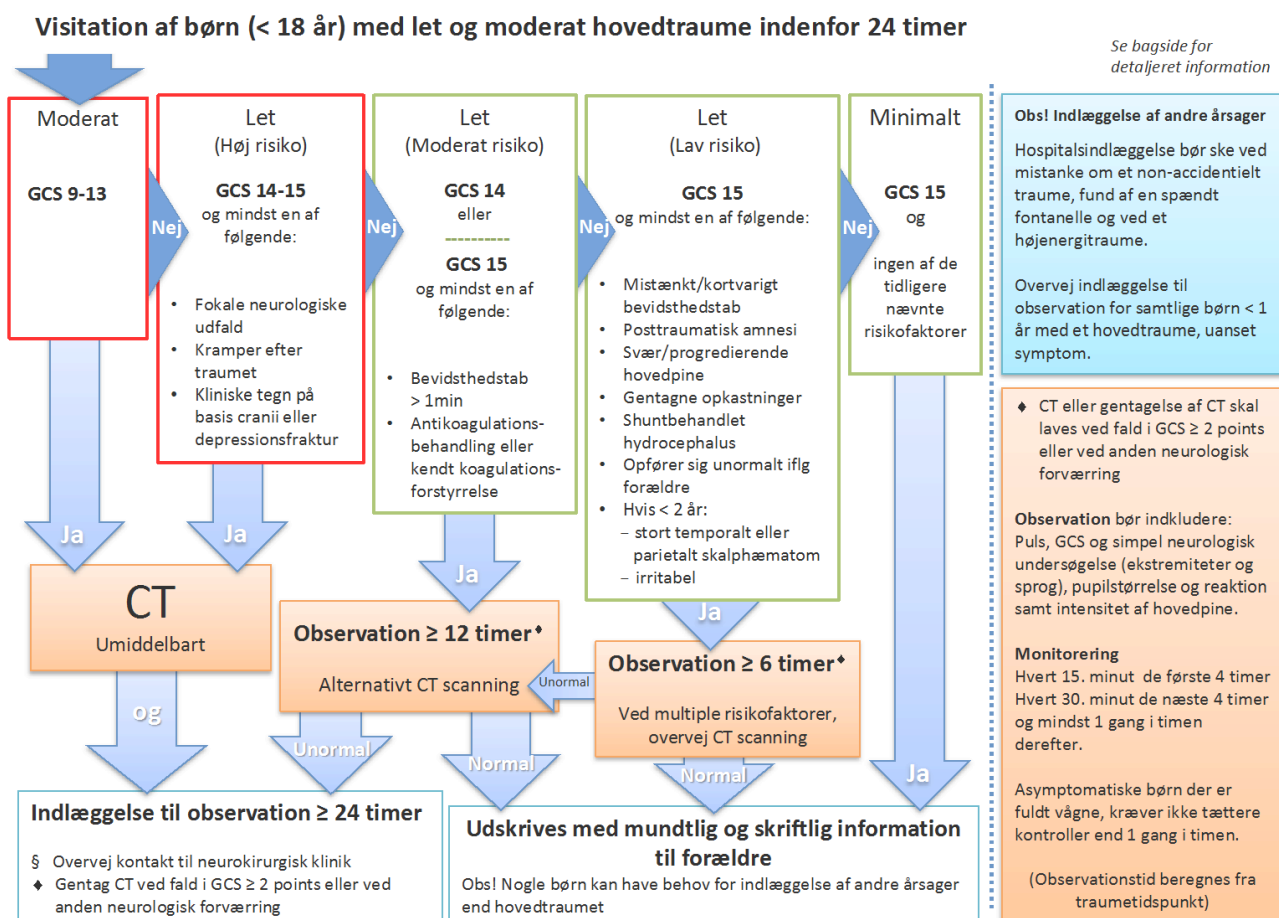 Visitation af børn (< 18 år) med let og moderat hovedtraume indenfor 24 timer
Se bagside for
detaljeret information
Moderat
GCS 9-13
Nej
Let
(Høj risiko)
GCS 14-15
og mindst en af
følgende:
• Fokale neurologiske
udfald
• Kramper efter
traumet
• Kliniske tegn på
basis cranii eller
depressionsfraktur
Nej
Let
(Moderat risiko)
GCS 14
eller
----------
GCS 15
og mindst en af
følgende:
• Bevidsthedstab
> 1min
• Antikoagulations-
behandling eller
kendt koagulations-
forstyrrelse
Nej
Let
(Lav risiko)
GCS 15
og mindst en af følgende:
• Mistænkt/kortvarigt
bevidsthedstab
• Posttraumatisk amnesi
• Svær/progredierende
hovedpine
• Gentagne opkastninger
• Shuntbehandlet
hydrocephalus
• Opfører sig unormalt iflg
forældre
• Hvis < 2 år:
– stort temporalt eller
parietalt skalphæmatom
– irritabel
Nej
Minimalt
GCS 15
og
ingen af de
tidligere
nævnte
risikofaktorer
Ja
Ja
Ja
Ja
Ja
CT
Umiddelbart
Observation ≥ 12 timer♦
Alternativt CT scanning
Unormal
Observation ≥ 6 timer♦
Ved multiple risikofaktorer,
overvej CT scanning
og
Unormal
Normal
Normal
Indlæggelse til observation ≥ 24 timer
§ Overvej kontakt til neurokirurgisk klinik
♦ Gentag CT ved fald i GCS ≥ 2 points eller ved
anden neurologisk forværring
Udskrives med mundtlig og skriftlig information
til forældre
Obs! Nogle børn kan have behov for indlæggelse af andre årsager
end hovedtraumet
Obs! Indlæggelse af andre årsager
Hospitalsindlæggelse bør ske ved
mistanke om et non-accidentielt
traume, fund af en spændt
fontanelle og ved et
højenergitraume.
Overvej indlæggelse til
observation for samtlige børn < 1
år med et hovedtraume, uanset
symptom.
♦ CT eller gentagelse af CT skal
laves ved fald i GCS ≥ 2 points
eller ved anden neurologisk
forværring
Observation bør indkludere:
Puls, GCS og simpel neurologisk
undersøgelse (ekstremiteter og
sprog), pupilstørrelse og reaktion
samt intensitet af hovedpine.
Monitorering
Hvert 15. minut de første 4 timer
Hvert 30. minut de næste 4 timer
og mindst 1 gang i timen
derefter.
Asymptomatiske børn der er
fuldt vågne, kræver ikke tættere
kontroller end 1 gang i timen.
(Observationstid beregnes fra
traumetidspunkt)